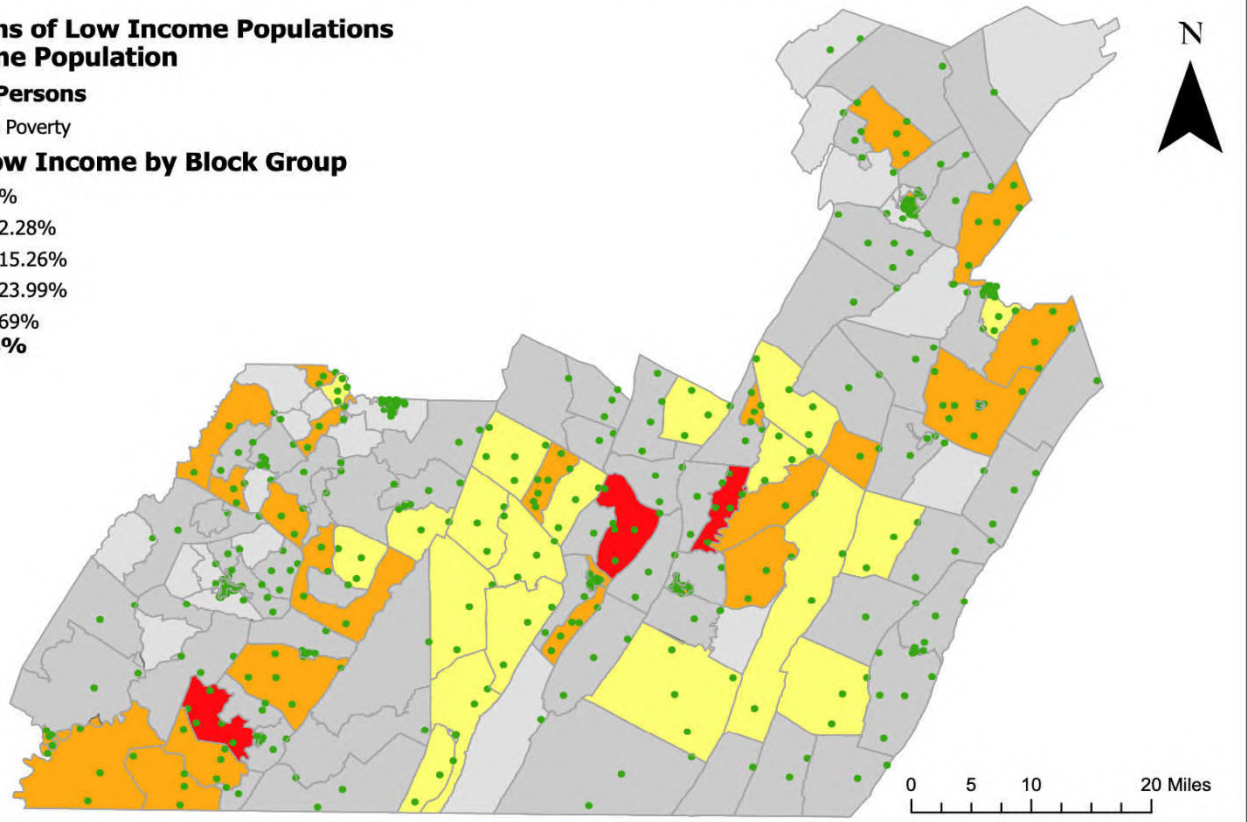 ns of Low Income Populations
ne Population
Persons
Poverty
ow Income by Block Group
%
2.28%
15.26%
23.99%
69%
%
N
0 5 10 20 Miles